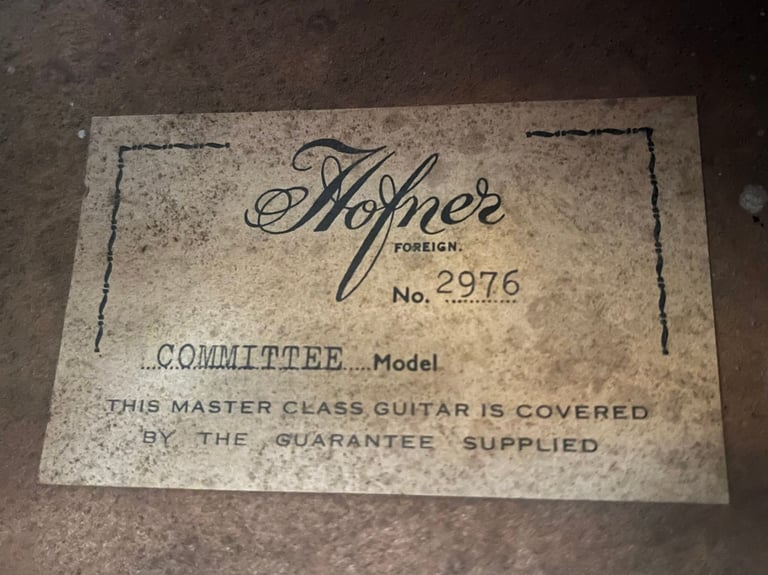 Hofner
FOREIGN.
No. 2976
COMMITTEE Model
THIS MASTER CLASS GUITAR IS COVERED
BY THE GUARANTEE SUPPLIED